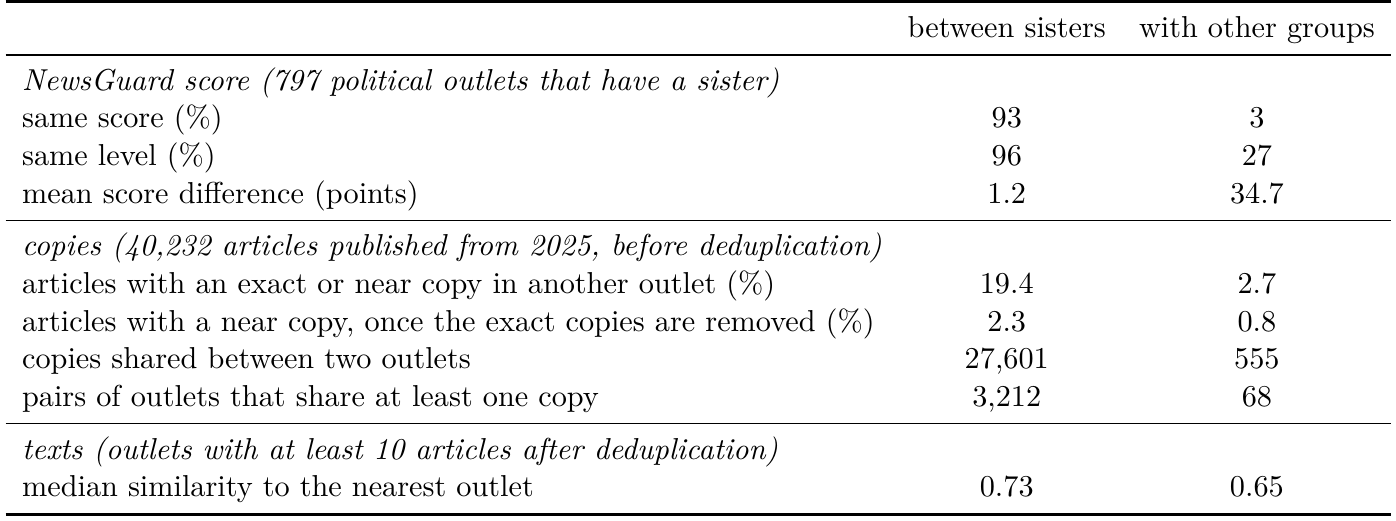 between sisters with other groups
NewsGuard score (797 political outlets that have a sister)
same score (%) 93 3
same level (%) 96 27
mean score difference (points) 1.2 34.7
copies (40,232 articles published from 2025, before deduplication)
articles with an exact or near copy in another outlet (%) 19.4 2.7
articles with a near copy, once the exact copies are removed (%) 2.3 0.8
copies shared between two outlets 27,601 555
pairs of outlets that share at least one copy 3,212 68
texts (outlets with at least 10 articles after deduplication)
median similarity to the nearest outlet 0.73 0.65